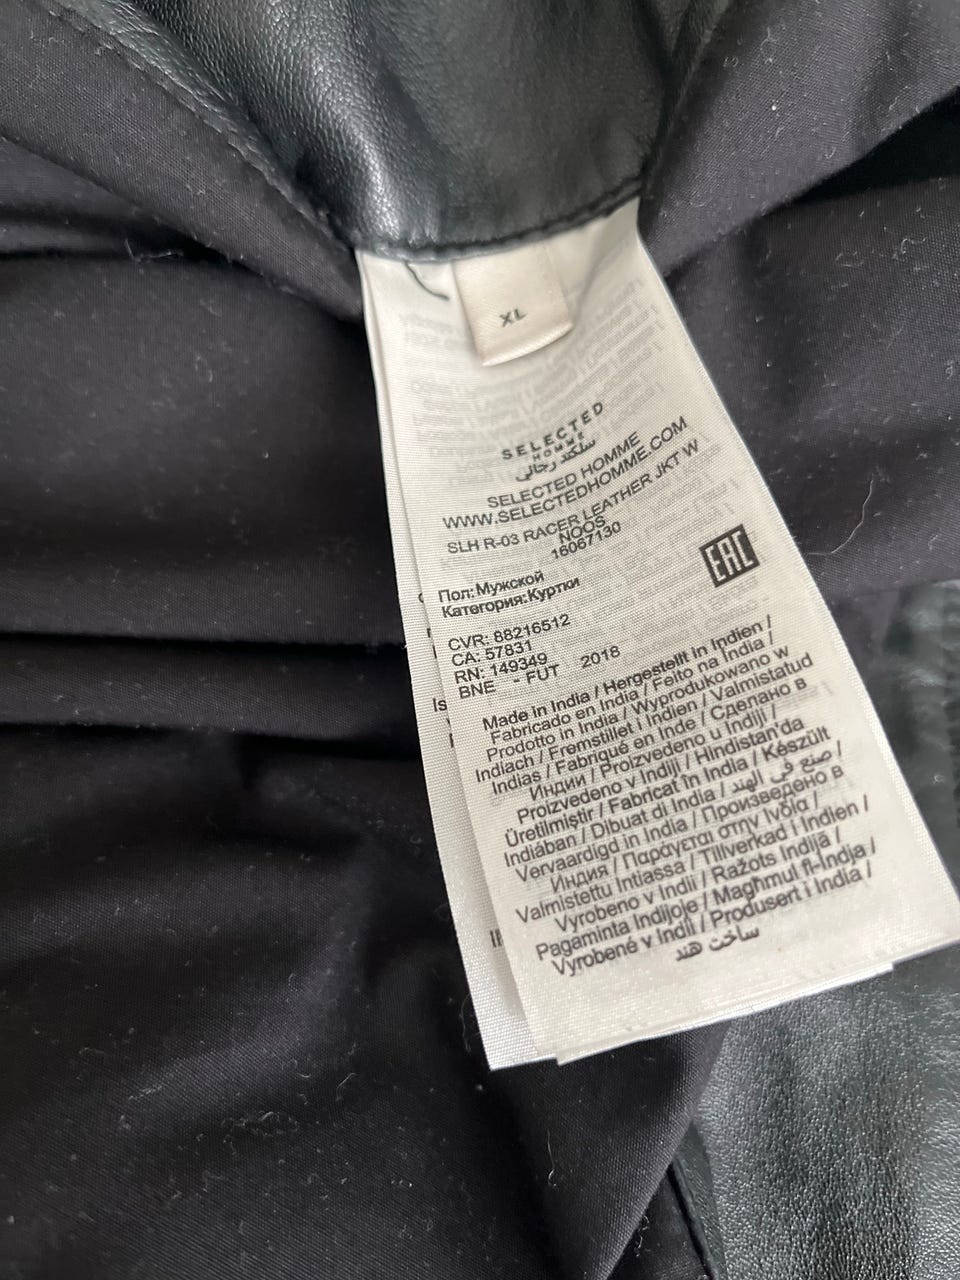 XL
SELECTED
HOMME
سلكتد رجالي
SELECTED HOMME
WWW.SELECTEDHOMME.COM
SLH R-03 RACER LEATHER JKT W
NOOS
16067130
EAC
Пол:Мужской
Категория:Куртки
CVR: 88216512
CA: 57831
RN: 149349
BNE - FUT 2018
Made in India / Hergestellt in Indien /
Fabricado en India / Feito na India /
Prodotto in India / Wyprodukowano w
Indiach / Fremstillet i Indien / Valmistatud
Indias / Fabriqué en Inde / Сделано в
Индии / Proizvedeno u Indiji /
Proizvedeno v Indiji / Hindistan'da
Üretilmiştir / Fabricat în India / Készült
Indiában / Dibuat di India / صنع في الهند /
Vervaardigd in India / Произведено в
Индия / Παράγεται στην Ινδία /
Valmistettu Intiassa / Tillverkad i Indien /
Vyrobeno v Indii / Ražots Indijā /
Pagaminta Indijoje / Magħmul fl-Indja /
Vyrobené v Indii / Produsert i India /
ساخت هند